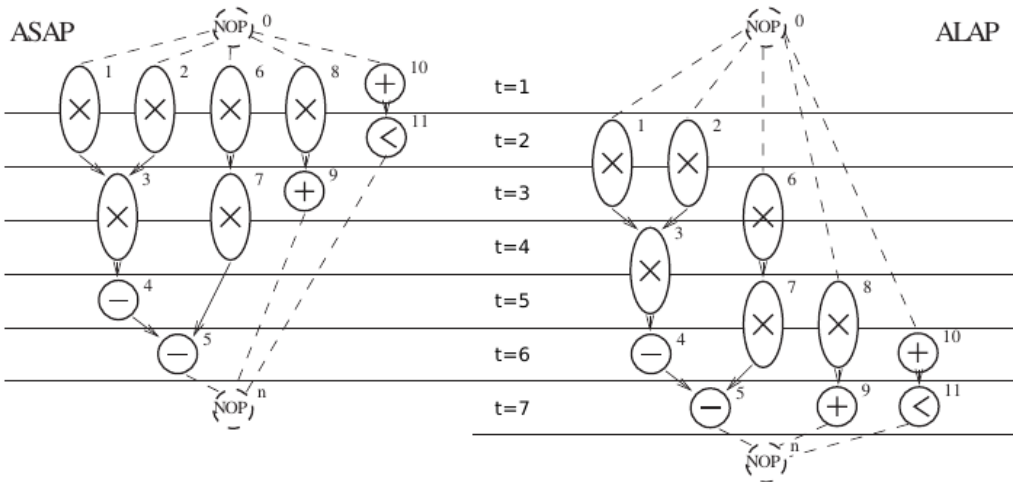 ASAP
NOP 0
NOP 0
ALAP
1
2
6
8
10
× × × × +
t=1
11
<
1
2
t=2
× ×
3
7
9
+
6
t=3
× ×
×
3
t=4
×
4
−
7
8
t=5
× ×
5
−
4
−
10
+
t=6
n
NOP
5
−
9
+
11
<
t=7
n
NOP